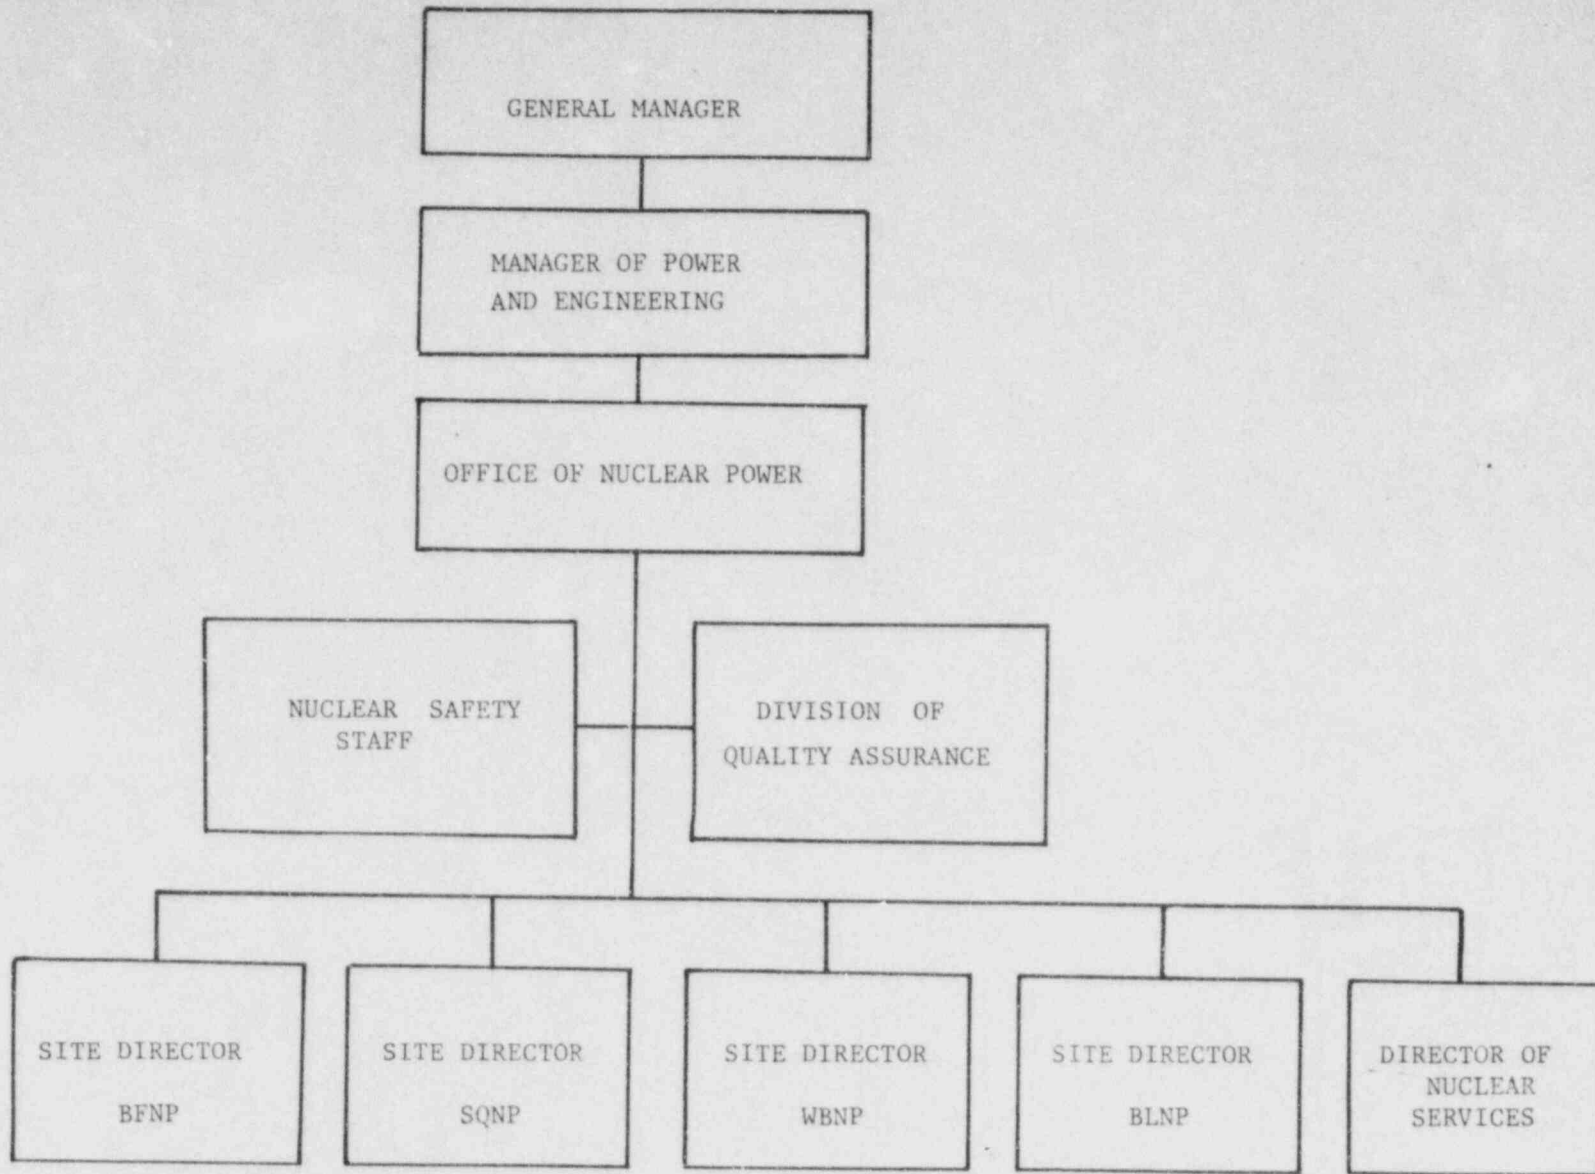 GENERAL MANAGER
MANAGER OF POWER
AND ENGINEERING
OFFICE OF NUCLEAR POWER
NUCLEAR SAFETY
STAFF
DIVISION OF
QUALITY ASSURANCE
SITE DIRECTOR
BFNP
SITE DIRECTOR
SQNP
SITE DIRECTOR
WBNP
SITE DIRECTOR
BLNP
DIRECTOR OF
NUCLEAR
SERVICES